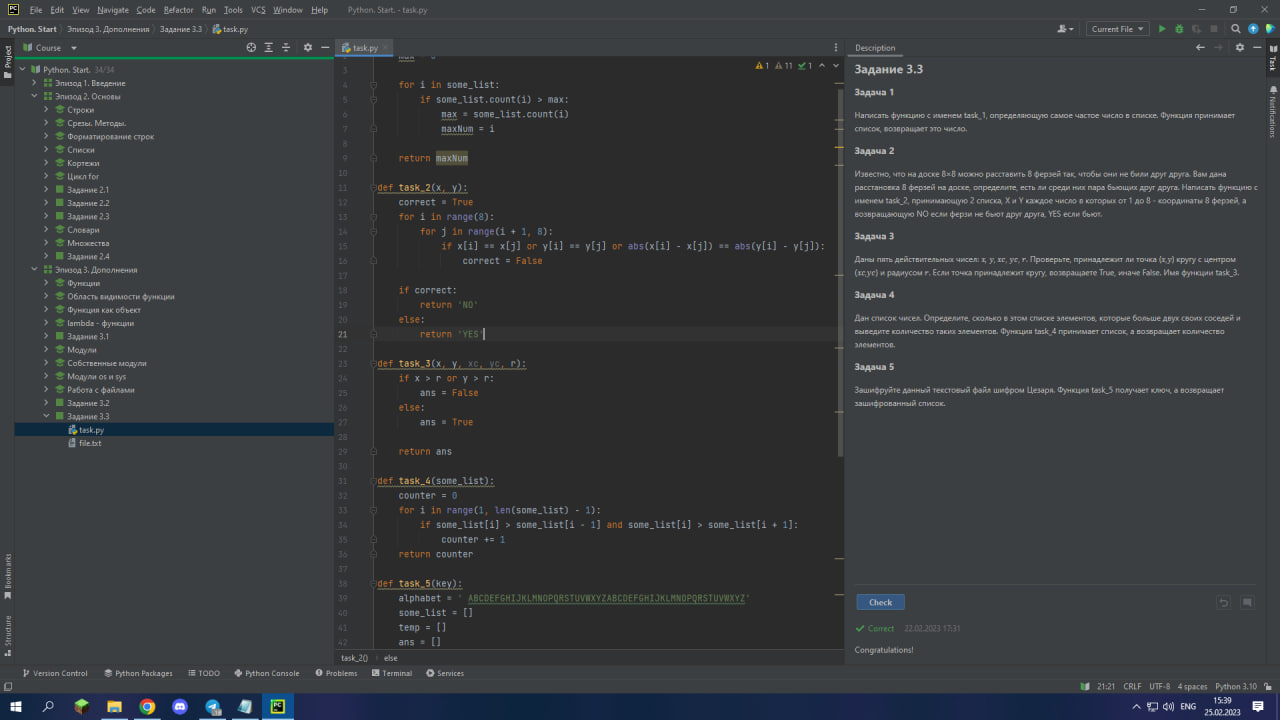 File Edit View Navigate Code Refactor Run Tools VCS Window Help Python. Start. - task.py
Python. Start Эпизод 3. Дополнения Задание 3.3 task.py Current File
Project
Course
Python. Start. 34/34
Эпизод 1. Введение
Эпизод 2. Основы
Строки
Срезы. Методы.
Форматирование строк
Списки
Кортежи
Цикл for
Задание 2.1
Задание 2.2
Задание 2.3
Словари
Множества
Задание 2.4
Эпизод 3. Дополнения
Функции
Область видимости функции
Функция как объект
lambda - функции
Задание 3.1
Модули
Собственные модули
Модули os и sys
Работа с файлами
Задание 3.2
Задание 3.3
task.py
file.txt
Bookmarks
Structure
task.py
1 11 1
3
4 for i in some_list:
5 if some_list.count(i) > max:
6 max = some_list.count(i)
7 maxNum = i
8
9 return maxNum
10
11 def task_2(x, y):
12 correct = True
13 for i in range(8):
14 for j in range(i + 1, 8):
15 if x[i] == x[j] or y[i] == y[j] or abs(x[i] - x[j]) == abs(y[i] - y[j]):
16 correct = False
17
18 if correct:
19 return 'NO'
20 else:
21 return 'YES'
22
23 def task_3(x, y, xc, yc, r):
24 if x > r or y > r:
25 ans = False
26 else:
27 ans = True
28
29 return ans
30
31 def task_4(some_list):
32 counter = 0
33 for i in range(1, len(some_list) - 1):
34 if some_list[i] > some_list[i - 1] and some_list[i] > some_list[i + 1]:
35 counter += 1
36 return counter
37
38 def task_5(key):
39 alphabet = ' ABCDEFGHIJKLMNOPQRSTUVWXYZABCDEFGHIJKLMNOPQRSTUVWXYZ'
40 some_list = []
41 temp = []
42 ans = []
task_2() else
Description
Задание 3.3
Задача 1
Написать функцию с именем task_1, определяющую самое частое число в списке. Функция принимает
список, возвращает это число.
Задача 2
Известно, что на доске 8×8 можно расставить 8 ферзей так, чтобы они не били друг друга. Вам дана
расстановка 8 ферзей на доске, определите, есть ли среди них пара бьющих друг друга. Написать функцию с
именем task_2, принимающую 2 списка, X и Y каждое число в которых от 1 до 8 - координаты 8 ферзей, а
возвращающую NO если ферзи не бьют друг друга, YES если бьют.
Задача 3
Даны пять действительных чисел: x, y, xc, yc, r. Проверьте, принадлежит ли точка (x,y) кругу с центром
(xc,yc) и радиусом r. Если точка принадлежит кругу, возвращаете True, иначе False. Имя функции task_3.
Задача 4
Дан список чисел. Определите, сколько в этом списке элементов, которые больше двух своих соседей и
выведите количество таких элементов. Функция task_4 принимает список, а возвращает количество
элементов.
Задача 5
Зашифруйте данный текстовый файл шифром Цезаря. Функция task_5 получает ключ, а возвращает
зашифрованный список.
Check
Correct 22.02.2023 17:31
Congratulations!
Task
Notifications
Version Control Python Packages TODO Python Console Problems Terminal Services
21:21 CRLF UTF-8 4 spaces Python 3.10
PC
ENG 15:39
25.02.2023